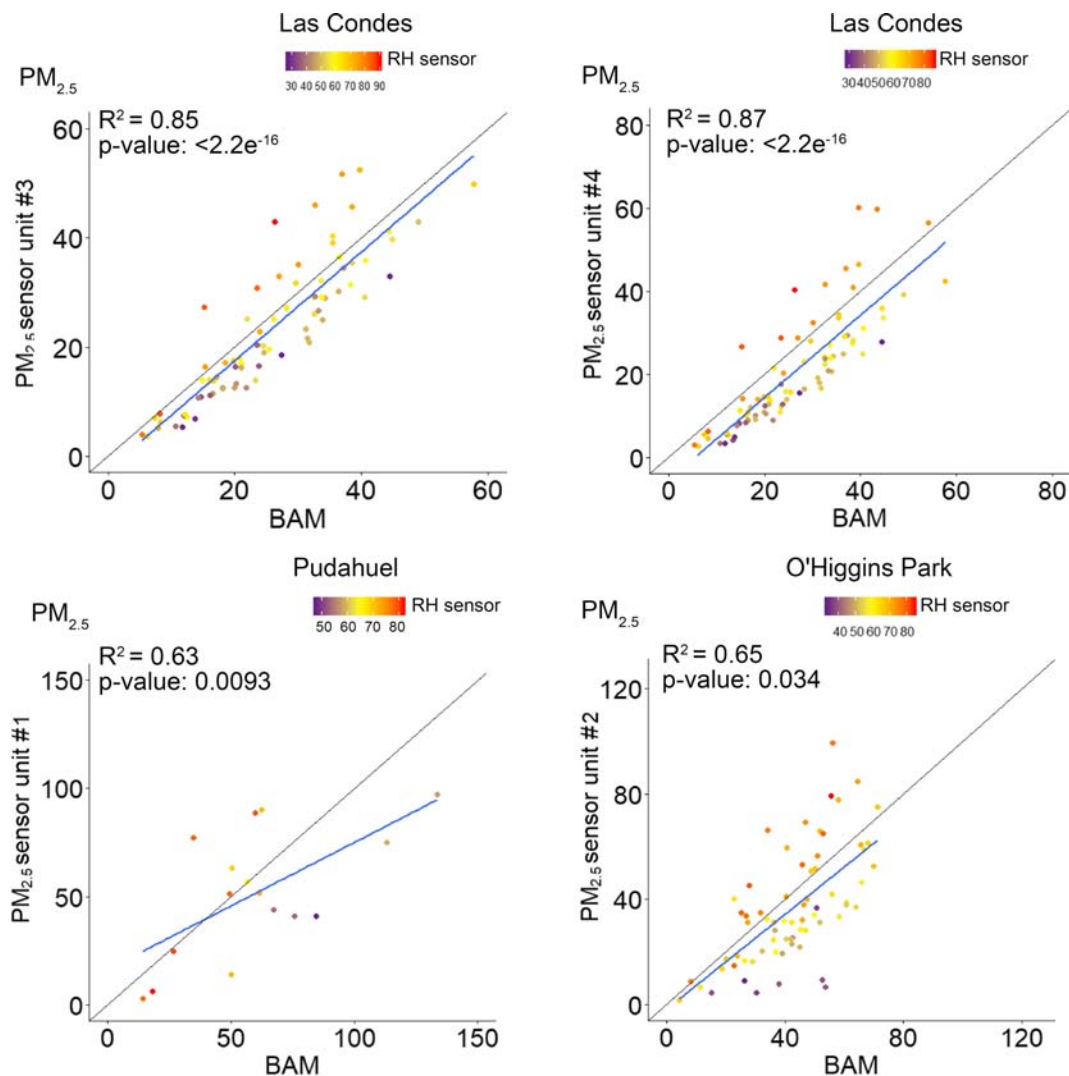 Las Condes
RH sensor
30 40 50 60 70 80 90
PM2.5
R² = 0.85
p-value: <2.2e-16
60
40
20
0
PM2.5 sensor unit #3
0 20 40 60
BAM
Las Condes
RH sensor
30 40 50 60 70 80
PM2.5
R² = 0.87
p-value: <2.2e-16
80
60
40
20
0
PM2.5 sensor unit #4
0 20 40 60 80
BAM
Pudahuel
RH sensor
50 60 70 80
PM2.5
R² = 0.63
p-value: 0.0093
150
100
50
0
PM2.5 sensor unit #1
0 50 100 150
BAM
O'Higgins Park
RH sensor
40 50 60 70 80
PM2.5
R² = 0.65
p-value: 0.034
120
80
40
0
PM2.5 sensor unit #2
0 40 80 120
BAM